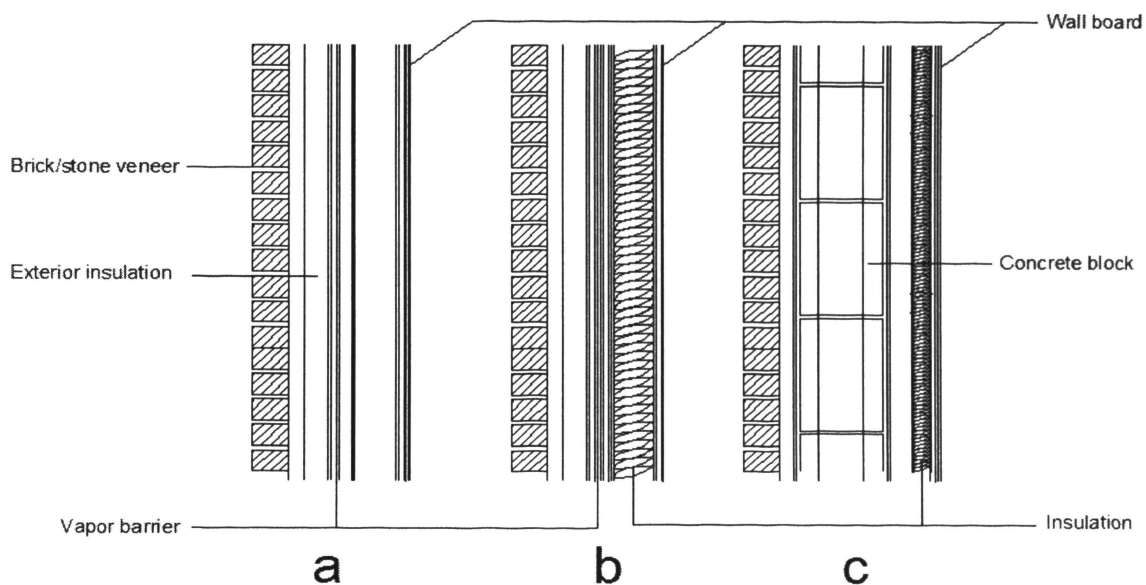 Wall board
Brick/stone veneer
Exterior insulation
Concrete block
Vapor barrier
Insulation
a
b
c